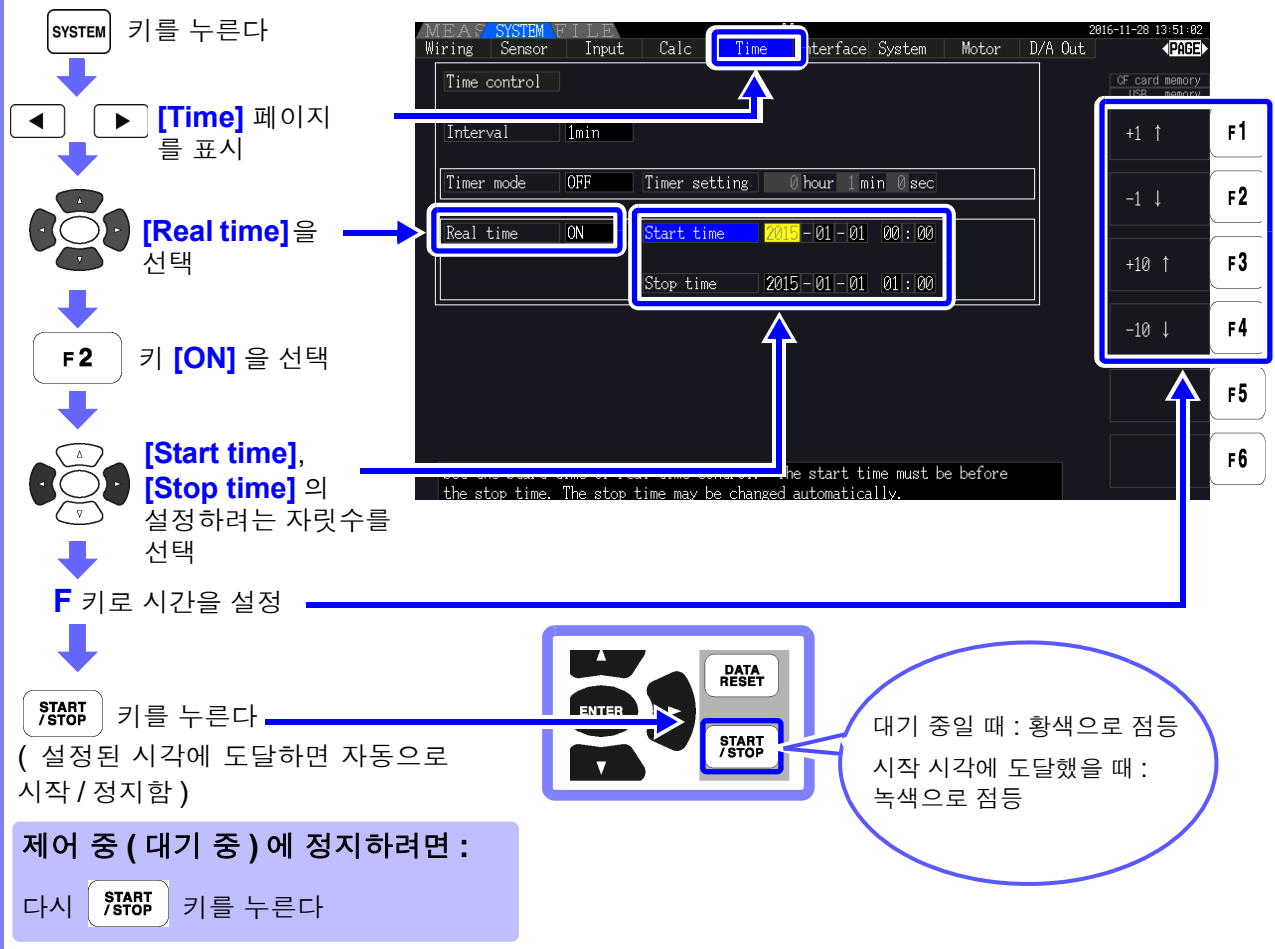 SYSTEM 키를 누른다
[Time] 페이지
를 표시
[Real time]을
선택
F2 키 [ON] 을 선택
[Start time],
[Stop time] 의
설정하려는 자릿수를
선택
F 키로 시간을 설정
START
/STOP 키를 누른다
( 설정된 시각에 도달하면 자동으로
시작 / 정지함 )
제어 중 ( 대기 중 ) 에 정지하려면 :
다시 START
/STOP 키를 누른다
MEAS SYSTEM FILE 2016-11-28 13:51:02
Wiring Sensor Input Calc Time Interface System Motor D/A Out PAGE
CF card memory
USB memory
Time control
Interval 1min
Timer mode OFF Timer setting 0 hour 1 min 0 sec
Real time ON Start time 2015-01-01 00:00
Stop time 2015-01-01 01:00
+1 ↑ F1
-1 ↓ F2
+10 ↑ F3
-10 ↓ F4
F5
F6
start time must be before
the stop time. The stop time may be changed automatically.
ENTER
DATA
RESET
START
/STOP
대기 중일 때 : 황색으로 점등
시작 시각에 도달했을 때 :
녹색으로 점등